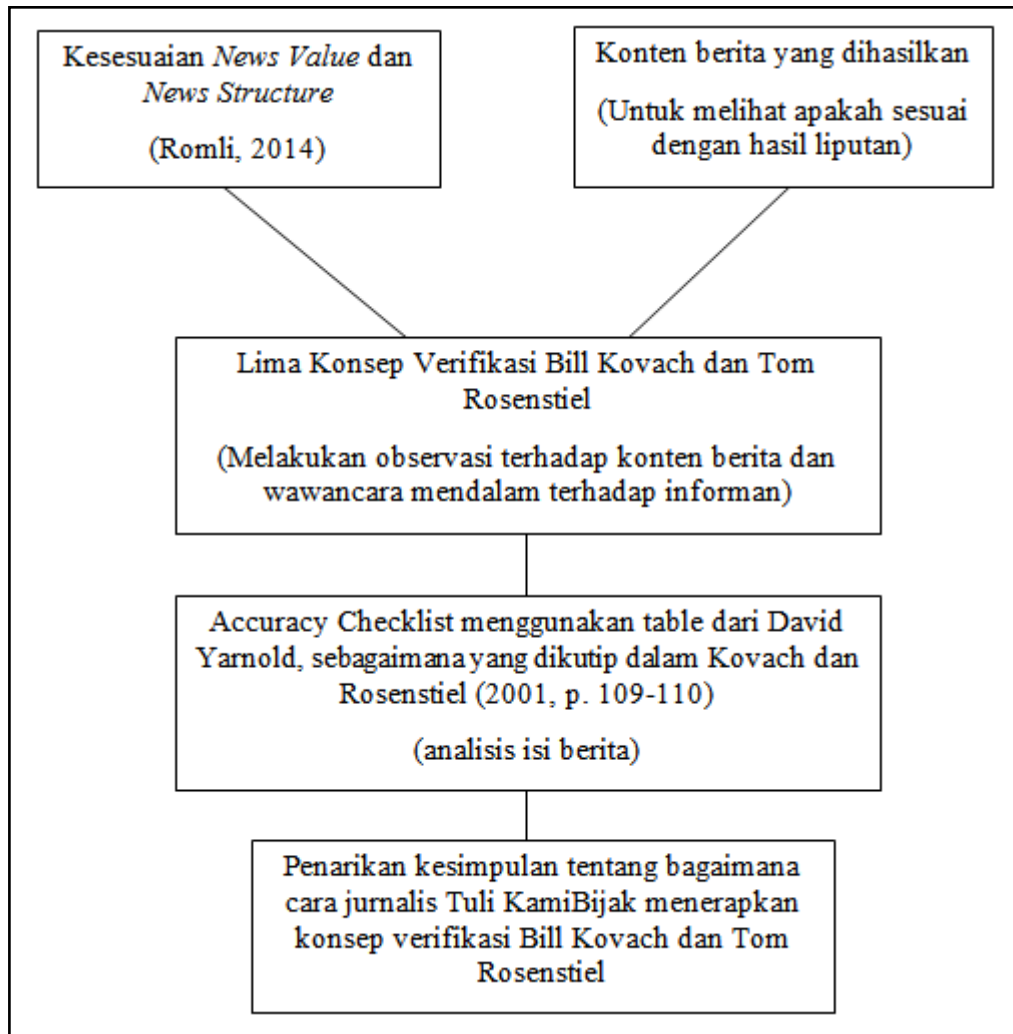 Kesesuaian News Value dan
News Structure
(Romli, 2014)
Konten berita yang dihasilkan
(Untuk melihat apakah sesuai
dengan hasil liputan)
Lima Konsep Verifikasi Bill Kovach dan Tom
Rosenstiel
(Melakukan observasi terhadap konten berita dan
wawancara mendalam terhadap informan)
Accuracy Checklist menggunakan table dari David
Yarnold, sebagaimana yang dikutip dalam Kovach dan
Rosenstiel (2001, p. 109-110)
(analisis isi berita)
Penarikan kesimpulan tentang bagaimana
cara jurnalis Tuli KamiBijak menerapkan
konsep verifikasi Bill Kovach dan Tom
Rosenstiel